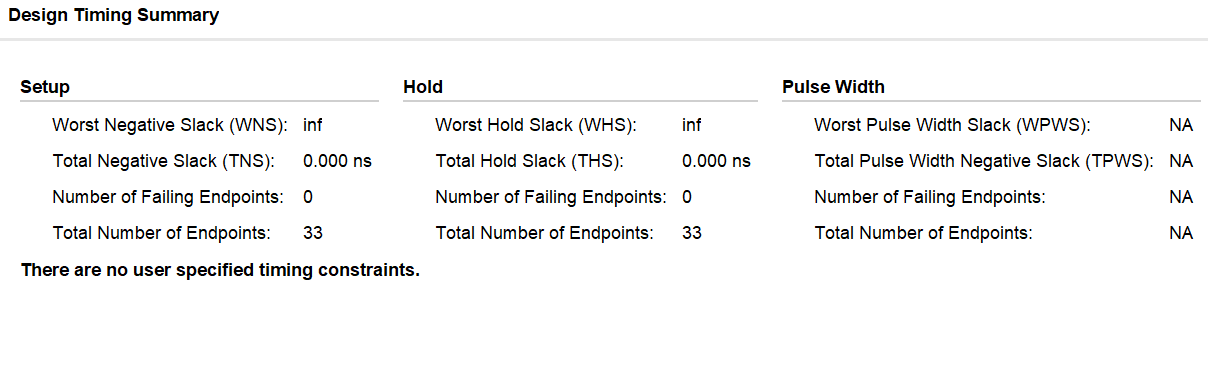 Design Timing Summary
Setup Hold Pulse Width
Worst Negative Slack (WNS): inf Worst Hold Slack (WHS): inf Worst Pulse Width Slack (WPWS): NA
Total Negative Slack (TNS): 0.000 ns Total Hold Slack (THS): 0.000 ns Total Pulse Width Negative Slack (TPWS): NA
Number of Failing Endpoints: 0 Number of Failing Endpoints: 0 Number of Failing Endpoints: NA
Total Number of Endpoints: 33 Total Number of Endpoints: 33 Total Number of Endpoints: NA
There are no user specified timing constraints.